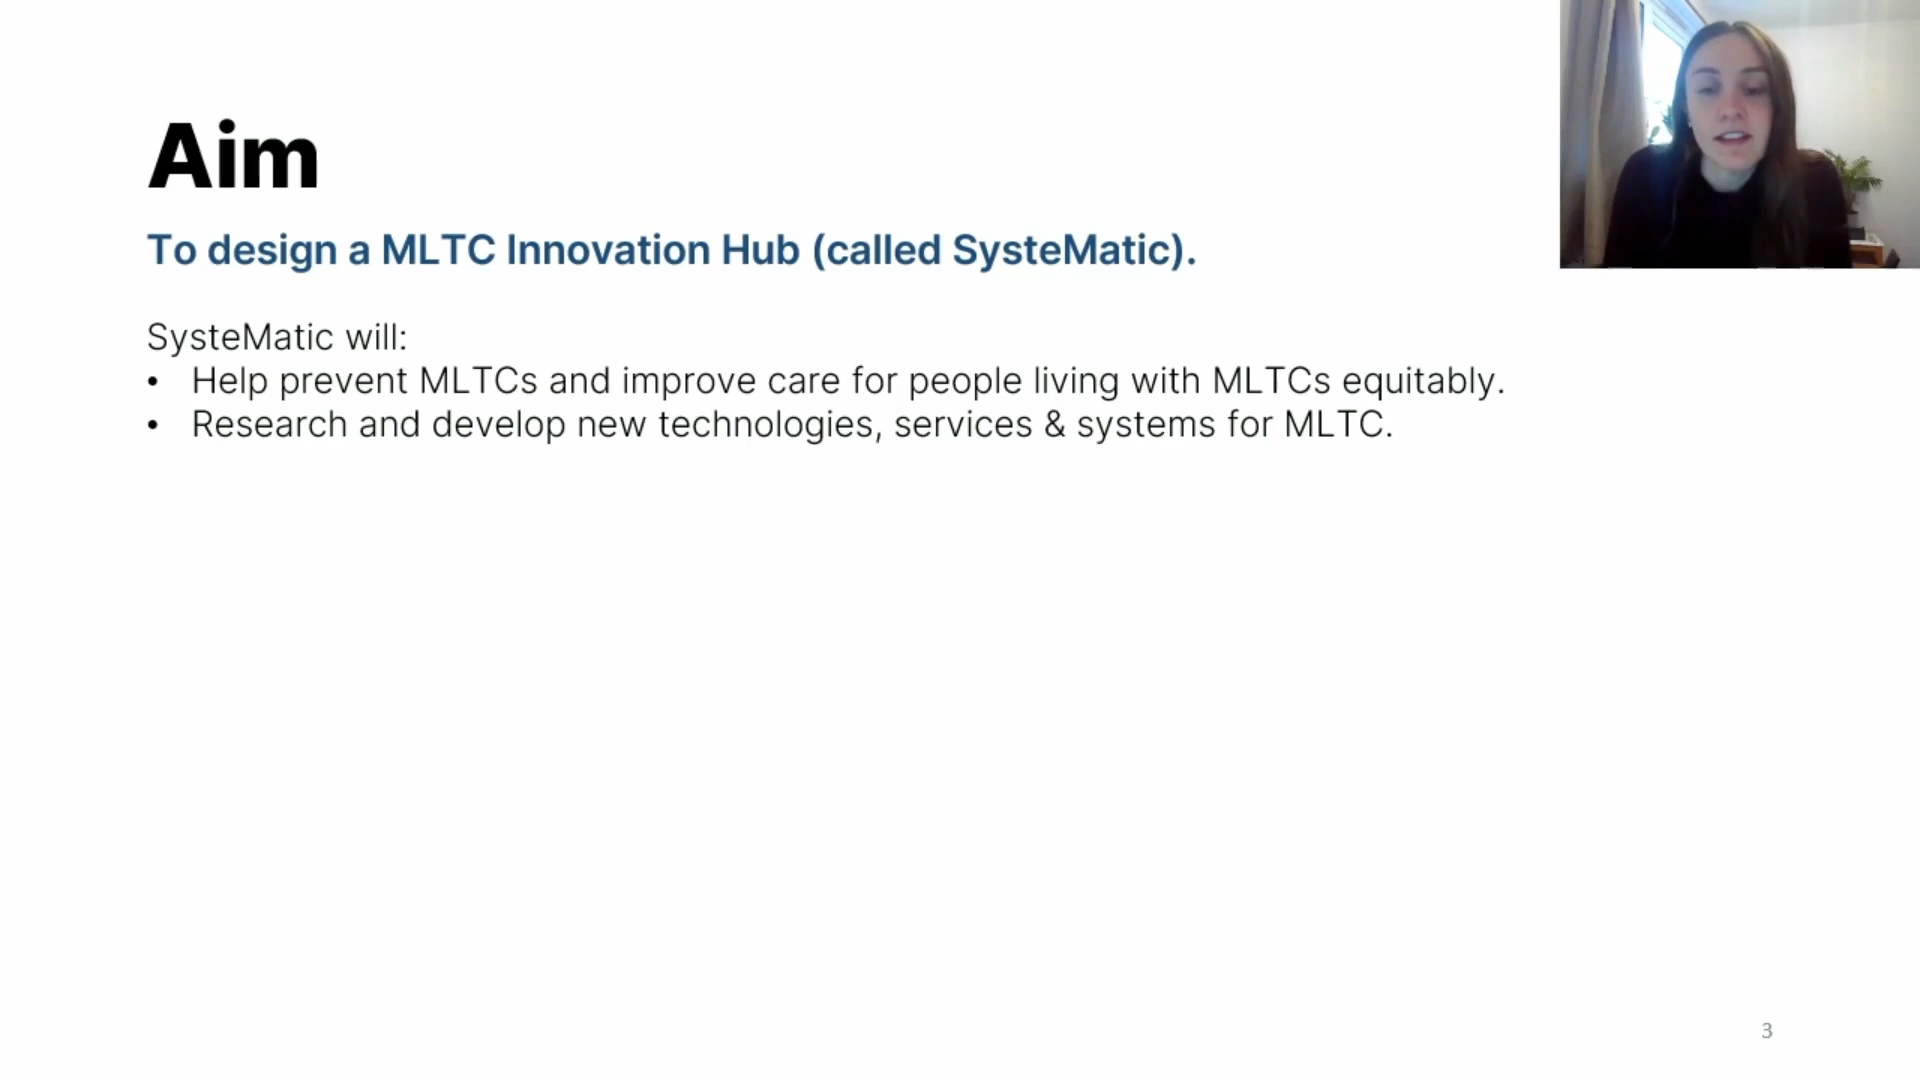 Aim
To design a MLTC Innovation Hub (called SysteMatic).
SysteMatic will:
• Help prevent MLTCs and improve care for people living with MLTCs equitably.
• Research and develop new technologies, services & systems for MLTC.
3